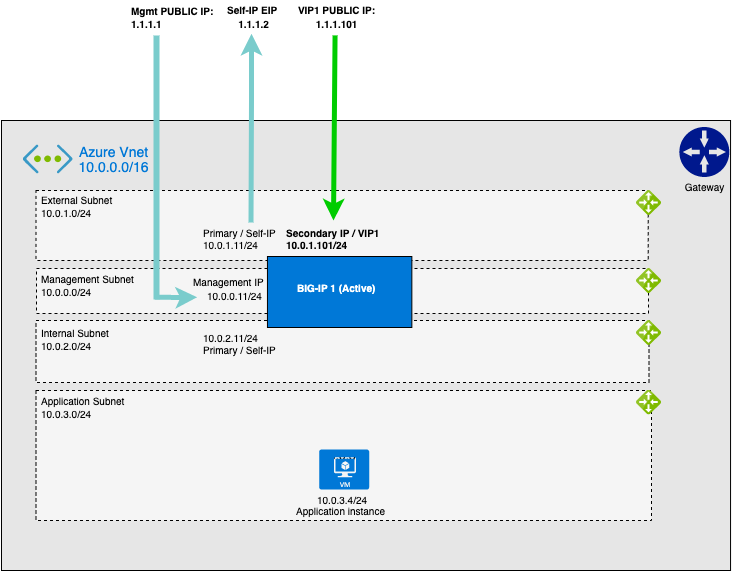 Mgmt PUBLIC IP:
1.1.1.1
Self-IP EIP
1.1.1.2
VIP1 PUBLIC IP:
1.1.1.101
Azure Vnet
10.0.0.0/16
Gateway
External Subnet
10.0.1.0/24
Primary / Self-IP
10.0.1.11/24
Secondary IP / VIP1
10.0.1.101/24
Management Subnet
10.0.0.0/24
Management IP
10.0.0.11/24
BIG-IP 1 (Active)
Internal Subnet
10.0.2.0/24
10.0.2.11/24
Primary / Self-IP
Application Subnet
10.0.3.0/24
VM
10.0.3.4/24
Application instance